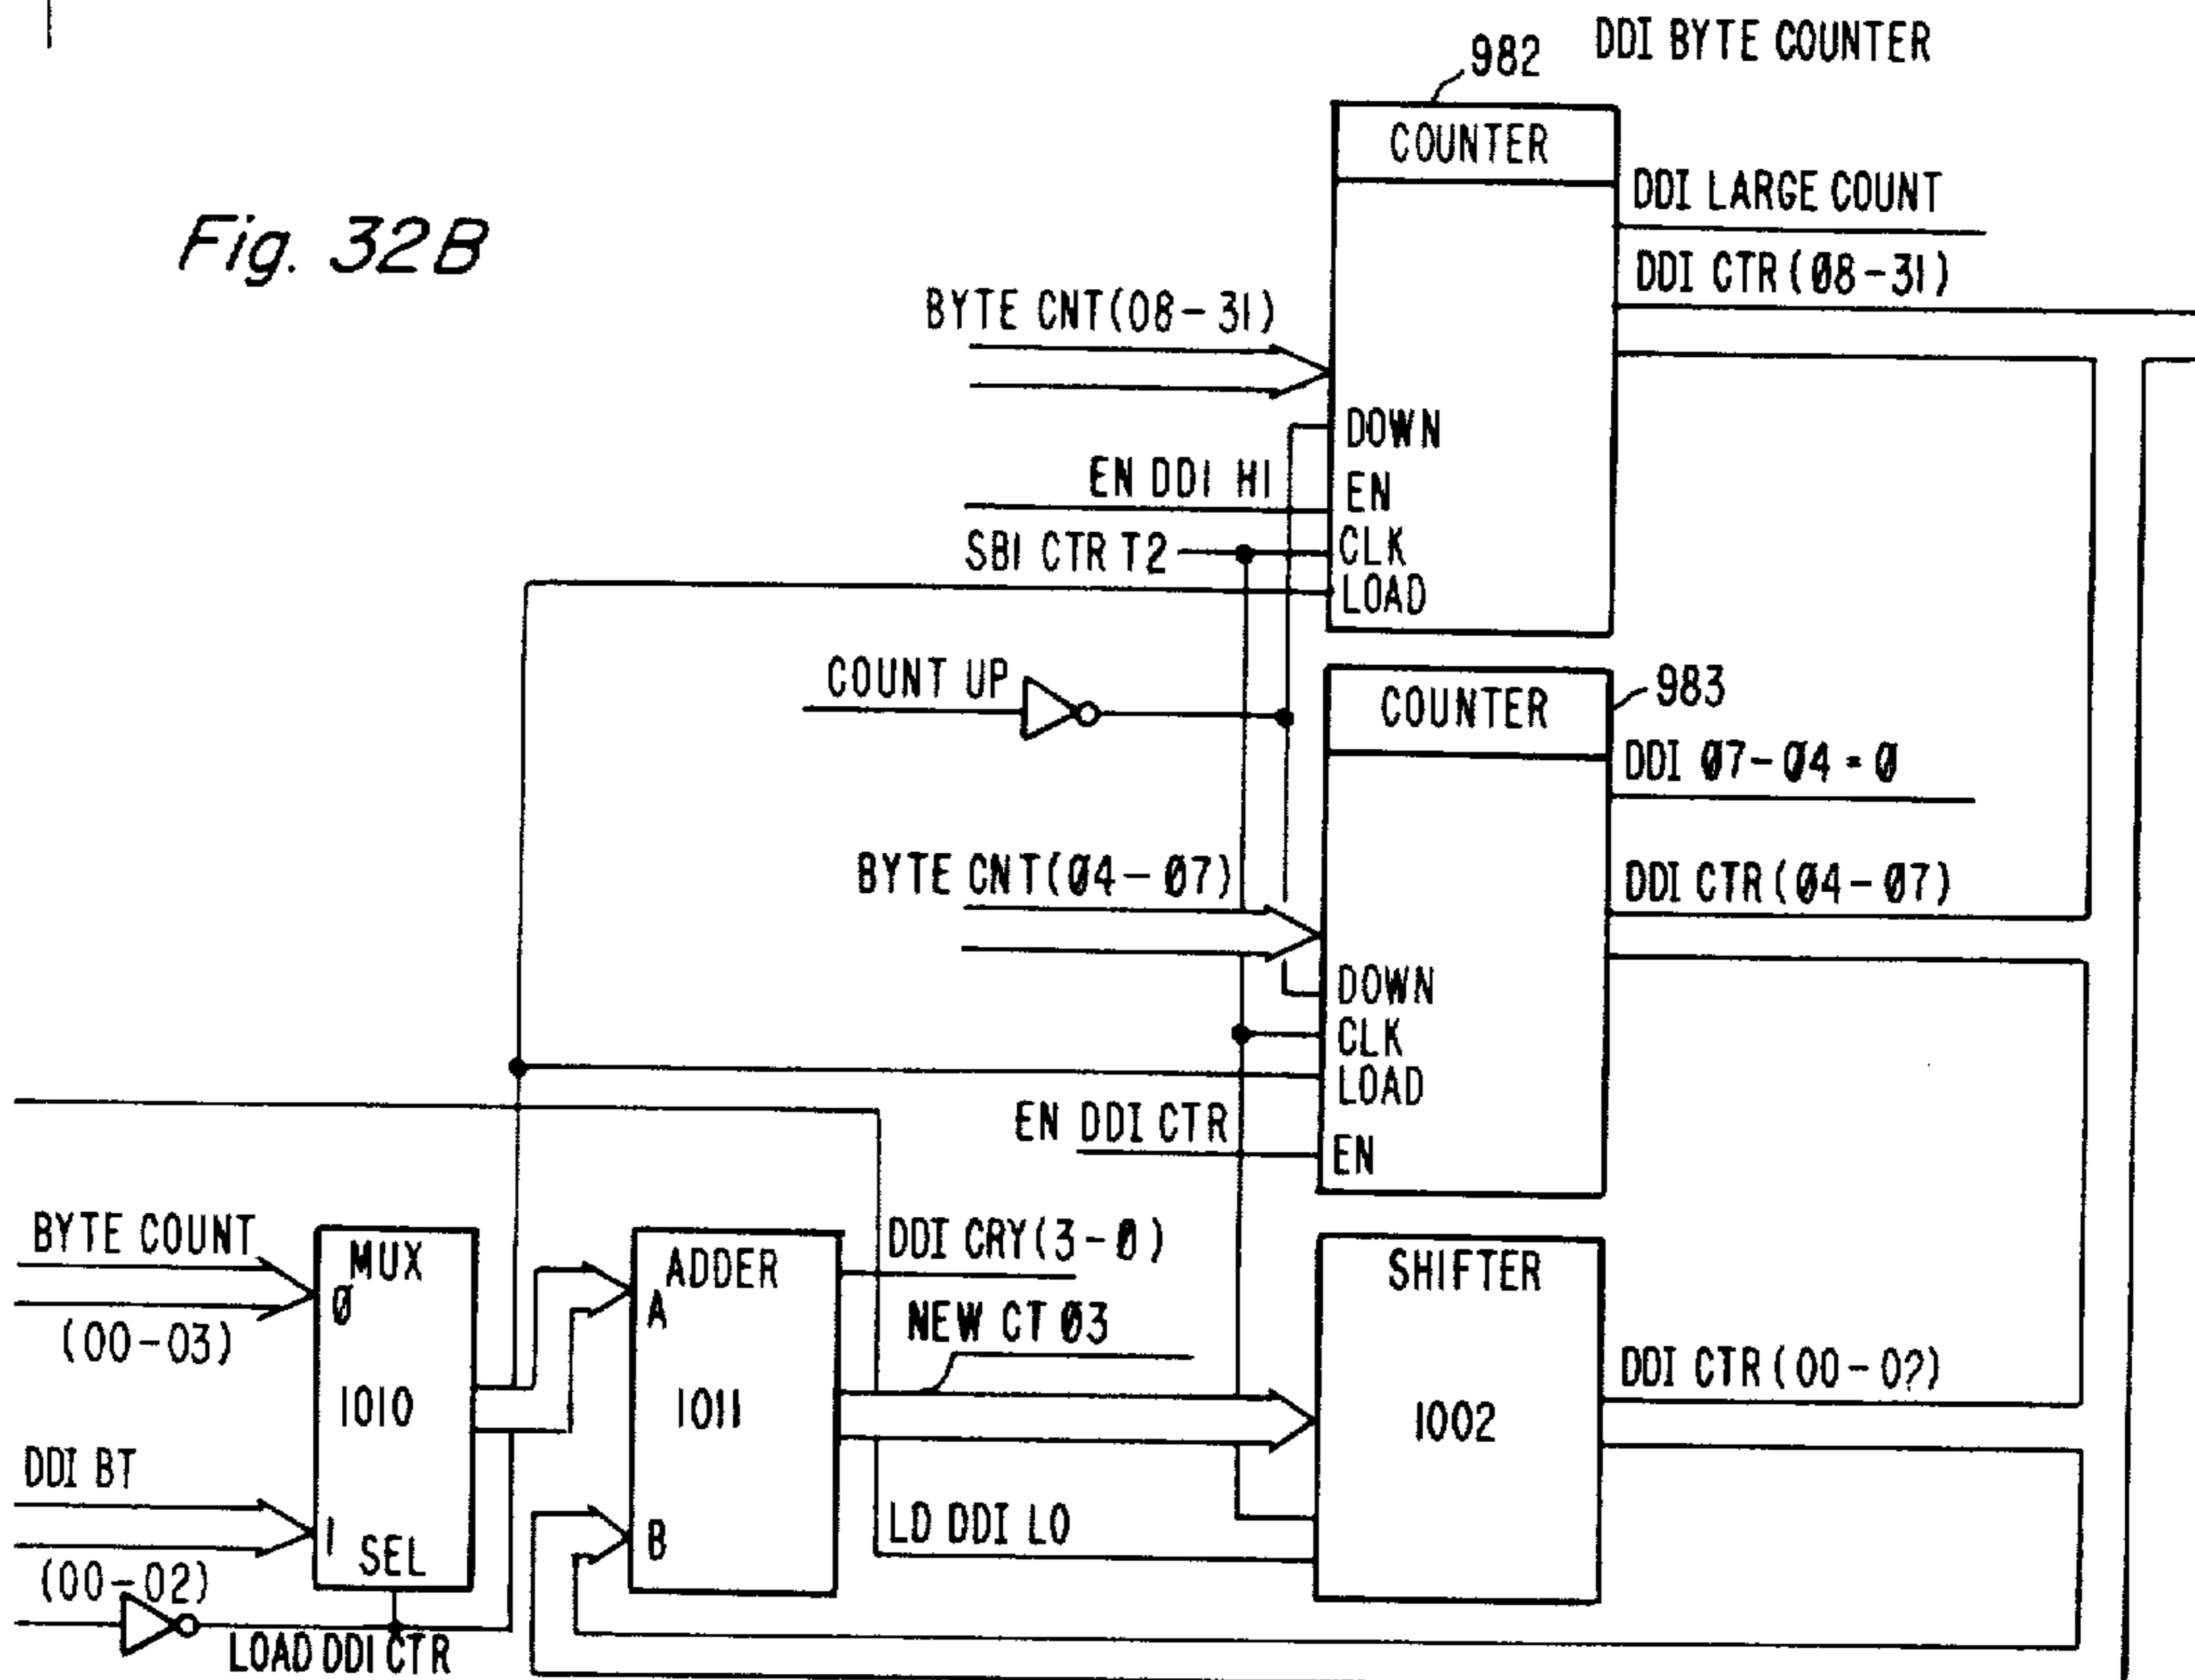 982 DDI BYTE COUNTER
COUNTER
DDI LARGE COUNT
Fig. 32B
DDI CTR (Ø8-31)
BYTE CNT(08-31)
DOWN
EN DDI HI
EN
SBI CTR T2
CLK
LOAD
COUNT UP
983
COUNTER
DDI Ø7-Ø4=Ø
BYTE CNT(Ø4-Ø7)
DDI CTR (Ø4-Ø7)
DOWN
CLK
LOAD
EN DDI CTR
EN
BYTE COUNT
(00-03)
MUX
Ø
1010
DDI BT
(00-02)
1
SEL
LOAD DDI CTR
ADDER
A
1011
B
DDI CRY(3-Ø)
NEW CT Ø3
LD DDI LO
SHIFTER
1002
DDI CTR (00-0?)